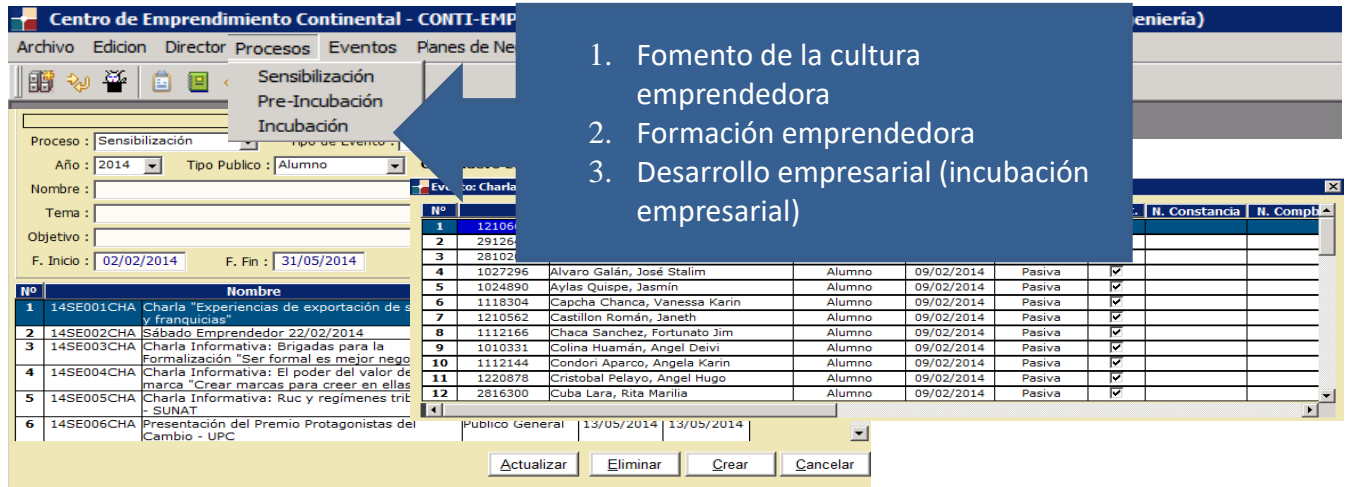 Centro de Emprendimiento Continental - CONTI-EMP
eniería)
Archivo Edicion Director Procesos Eventos Planes de Ne
Sensibilización
Pre-Incubación
Incubación
1. Fomento de la cultura
emprendedora
2. Formación emprendedora
3. Desarrollo empresarial (incubación
empresarial)
Proceso : Sensibilización Tipo de Evento :
Año : 2014 Tipo Publico : Alumno
Nombre :
Tema :
Objetivo :
F. Inicio : 02/02/2014 F. Fin : 31/05/2014
Nº Nombre
1 14SE001CHA Charla "Experiencias de exportación de s
y franquicias"
2 14SE002CHA Sábado Emprendedor 22/02/2014
3 14SE003CHA Charla Informativa: Brigadas para la
Formalización "Ser formal es mejor nego
4 14SE004CHA Charla Informativa: El poder del valor de
marca "Crear marcas para creer en ellas
5 14SE005CHA Charla Informativa: Ruc y regímenes trib
- SUNAT
6 14SE006CHA Presentación del Premio Protagonistas del Publico General 13/05/2014 13/05/2014
Cambio - UPC
Evento: Charla
Nº N. Constancia N. Compb
1 12106
2 29126
3 28102
4 1027296 Alvaro Galán, José Stalim Alumno 09/02/2014 Pasiva
5 1024890 Aylas Quispe, Jasmín Alumno 09/02/2014 Pasiva
6 1118304 Capcha Chanca, Vanessa Karin Alumno 09/02/2014 Pasiva
7 1210562 Castillon Román, Janeth Alumno 09/02/2014 Pasiva
8 1112166 Chaca Sanchez, Fortunato Jim Alumno 09/02/2014 Pasiva
9 1010331 Colina Huamán, Angel Deivi Alumno 09/02/2014 Pasiva
10 1112144 Condori Aparco, Angela Karin Alumno 09/02/2014 Pasiva
11 1220878 Cristobal Pelayo, Angel Hugo Alumno 09/02/2014 Pasiva
12 2816300 Cuba Lara, Rita Marilia Alumno 09/02/2014 Pasiva
Actualizar Eliminar Crear Cancelar